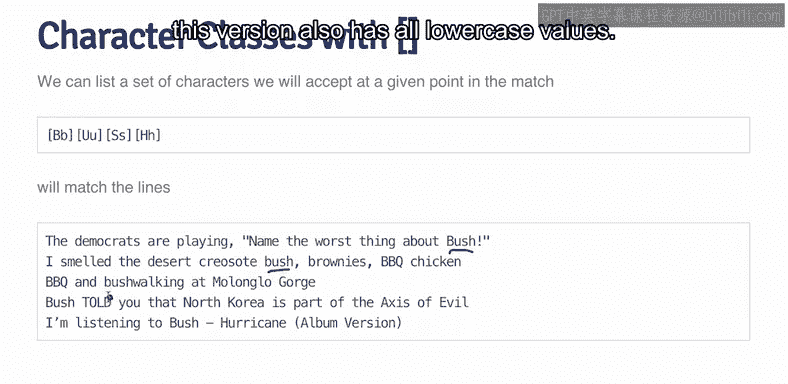 this version also has all lowercase values.
Character Classes with []
We can list a set of characters we will accept at a given point in the match
[Bb][Uu][Ss][Hh]
will match the lines
The democrats are playing, "Name the worst thing about Bush!"
I smelled the desert creosote bush, brownies, BBQ chicken
BBQ and bushwalking at Molonglo Gorge
Bush TOLD you that North Korea is part of the Axis of Evil
I'm listening to Bush – Hurricane (Album Version)